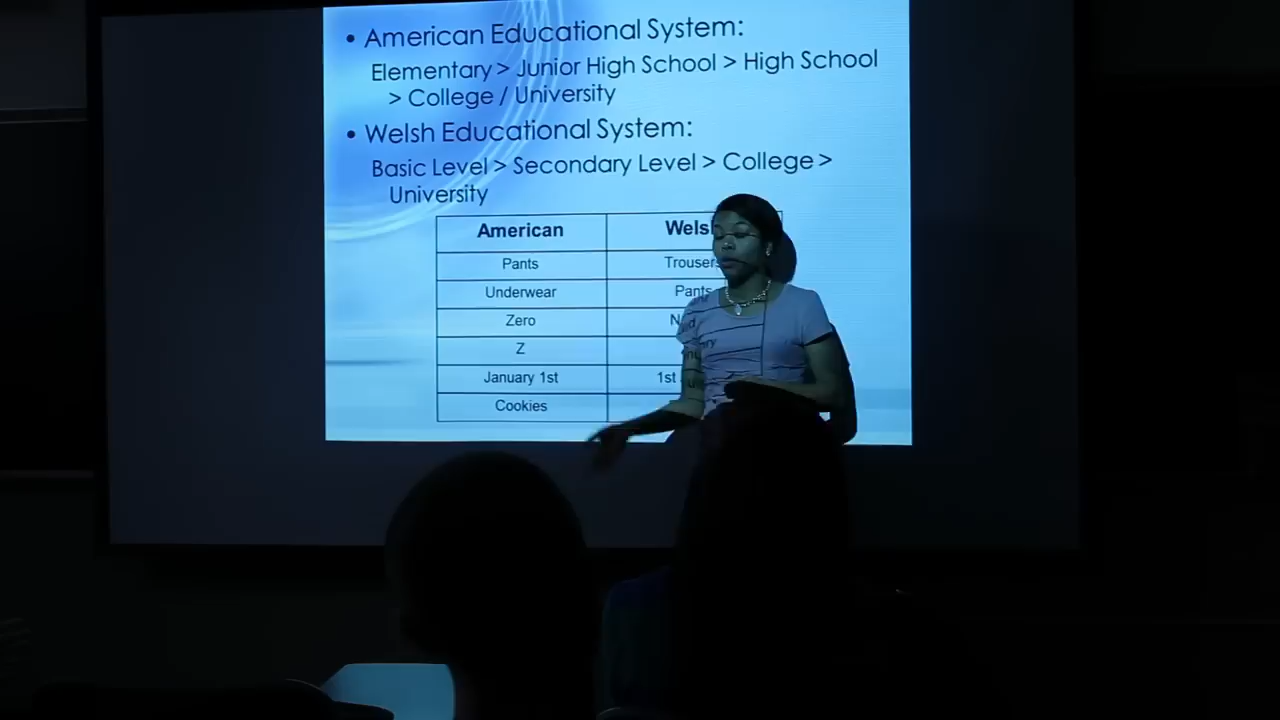 • American Educational System:
Elementary > Junior High School > High School
> College / University
• Welsh Educational System:
Basic Level > Secondary Level > College >
University
American
Pants Trousers
Underwear Pants
Zero
Z
January 1st 1st
Cookies